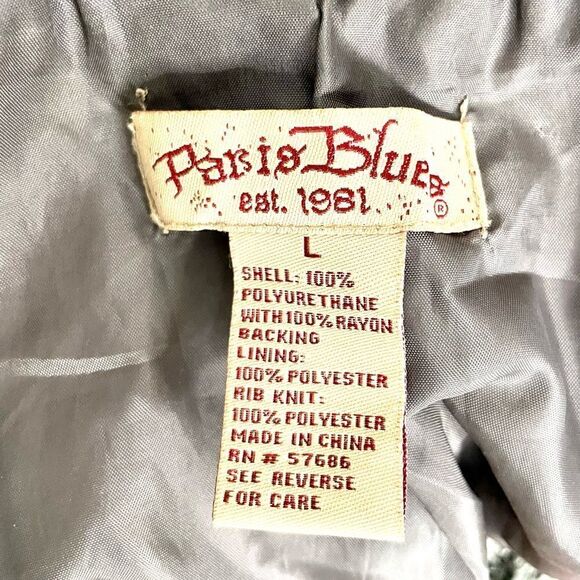 Paris Blues
est. 1981
®
L
SHELL: 100%
POLYURETHANE
WITH 100% RAYON
BACKING
LINING:
100% POLYESTER
RIB KNIT:
100% POLYESTER
MADE IN CHINA
RN # 57686
SEE REVERSE
FOR CARE